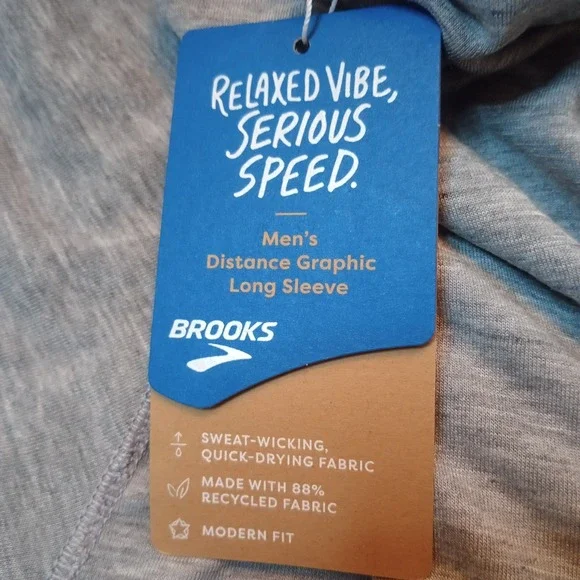 RELAXED VIBE,
SERIOUS
SPEED.
Men's
Distance Graphic
Long Sleeve
BROOKS
SWEAT-WICKING,
QUICK-DRYING FABRIC
MADE WITH 88%
RECYCLED FABRIC
MODERN FIT